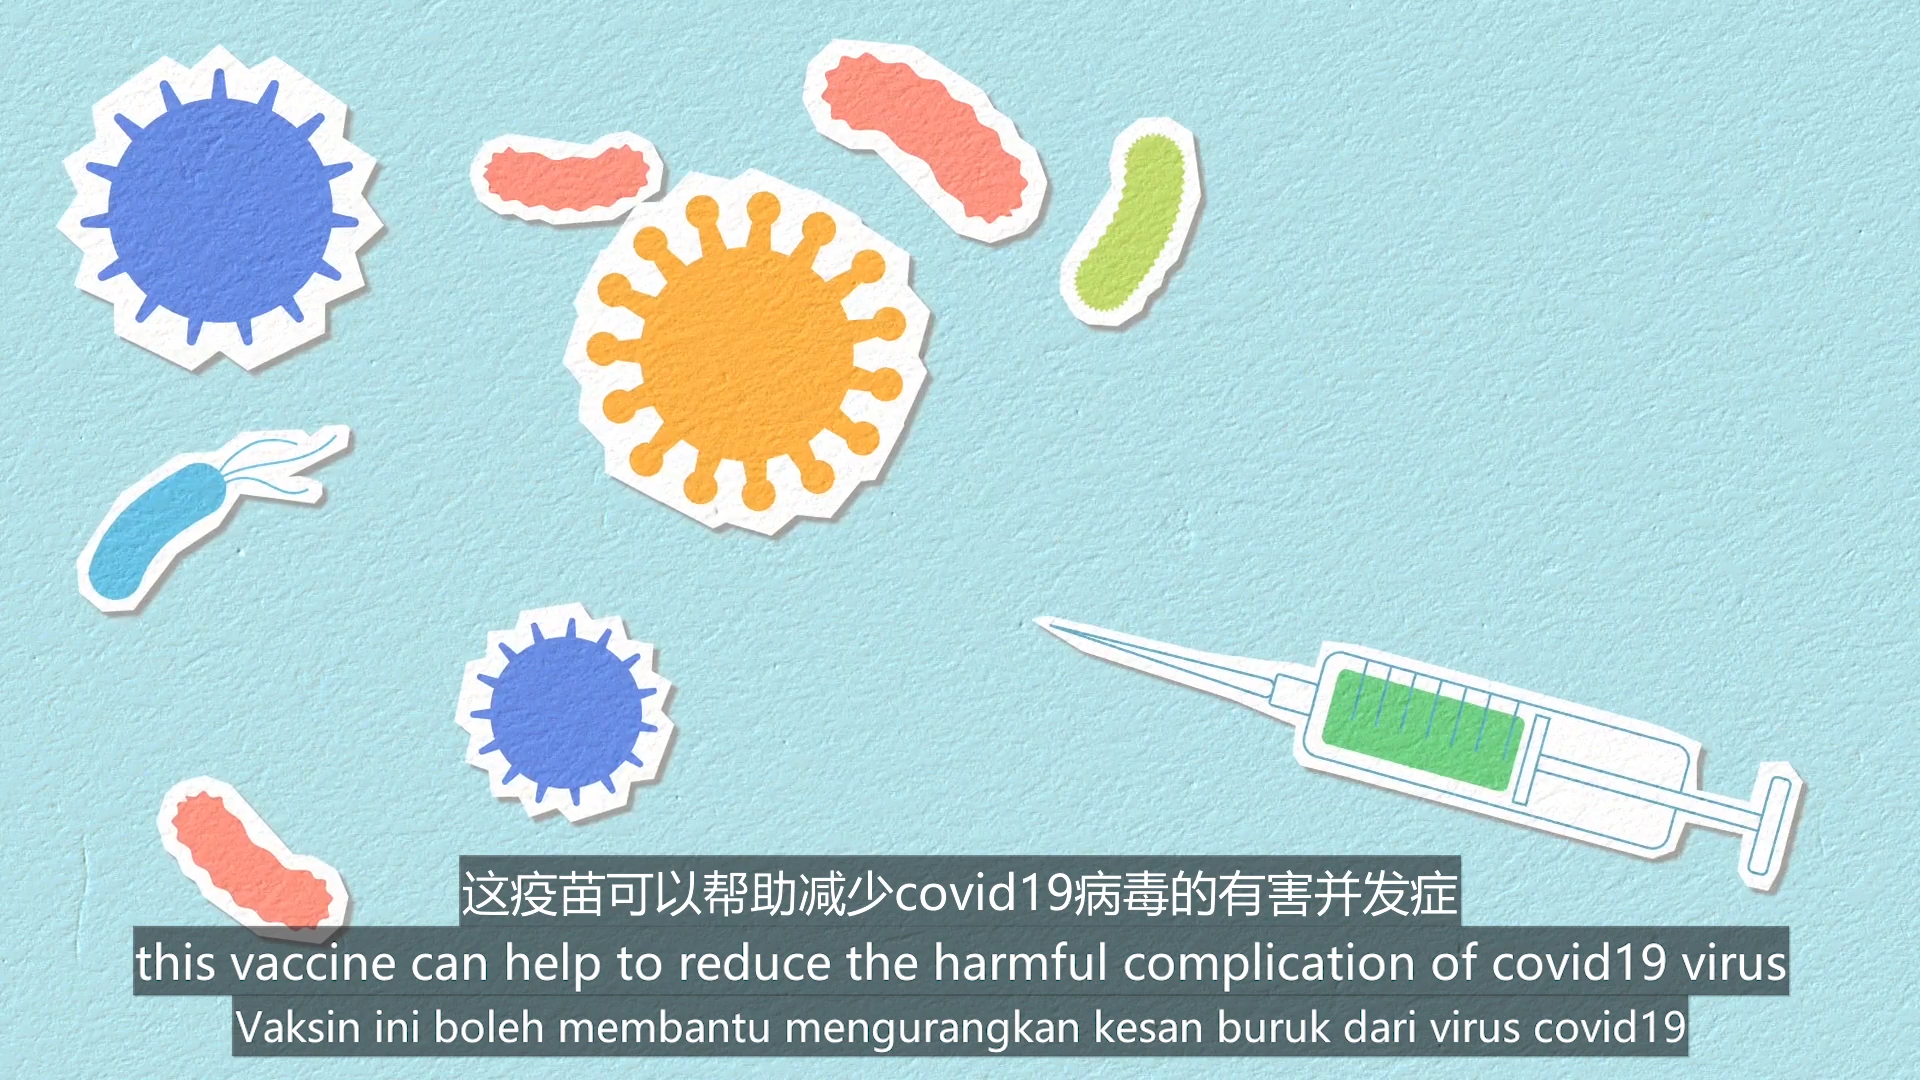 这疫苗可以帮助减少covid19病毒的有害并发症
this vaccine can help to reduce the harmful complication of covid19 virus
Vaksin ini boleh membantu mengurangkan kesan buruk dari virus covid19